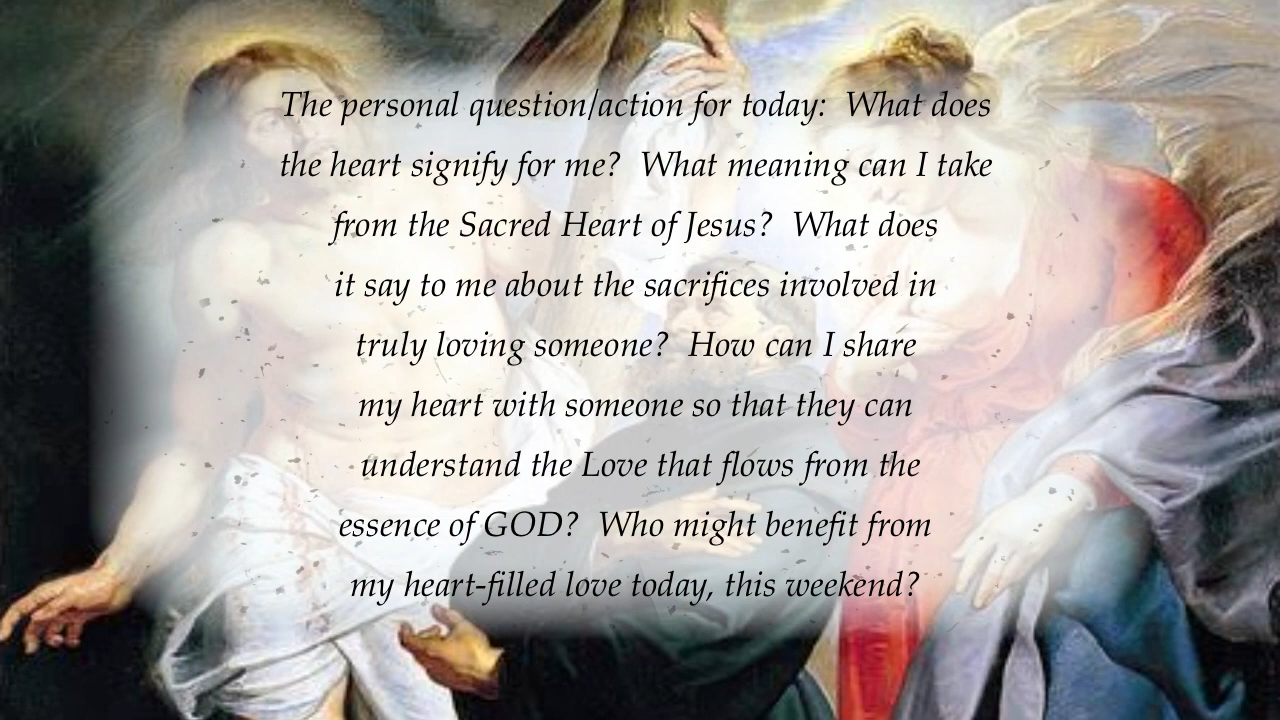 The personal question/action for today:  What does
the heart signify for me?  What meaning can I take
from the Sacred Heart of Jesus?  What does
it say to me about the sacrifices involved in
truly loving someone?  How can I share
my heart with someone so that they can
understand the Love that flows from the
essence of GOD?  Who might benefit from
my heart-filled love today, this weekend?